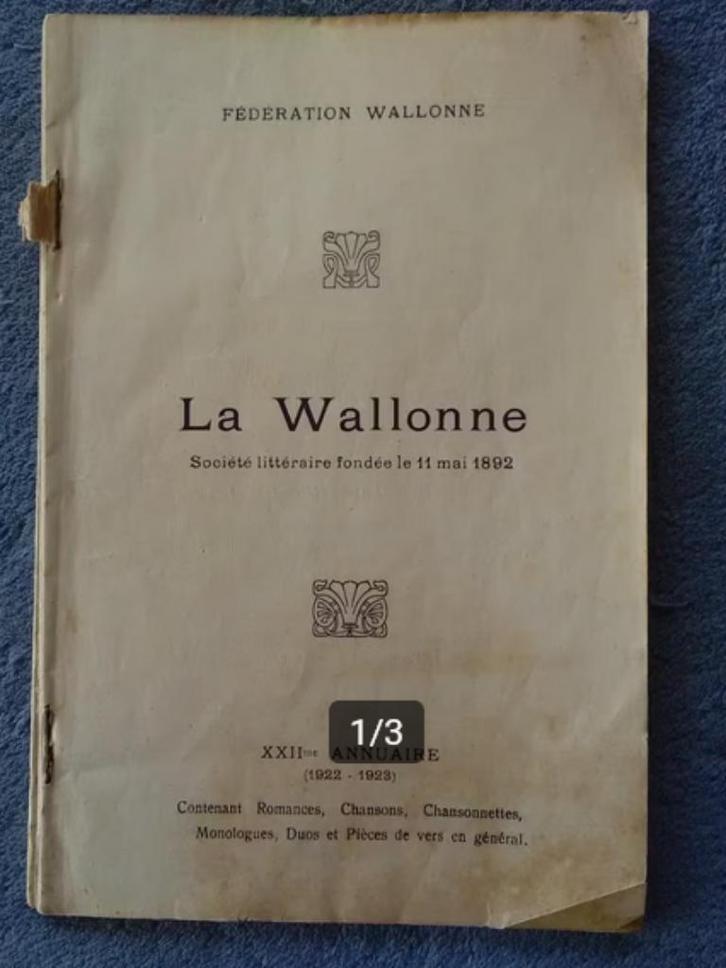 FÉDÉRATION WALLONNE
La Wallonne
Société littéraire fondée le 11 mai 1892
1/3
XXIIme ANNUAIRE
(1922 - 1923)
Contenant Romances, Chansons, Chansonnettes,
Monologues, Duos et Pièces de vers en général.